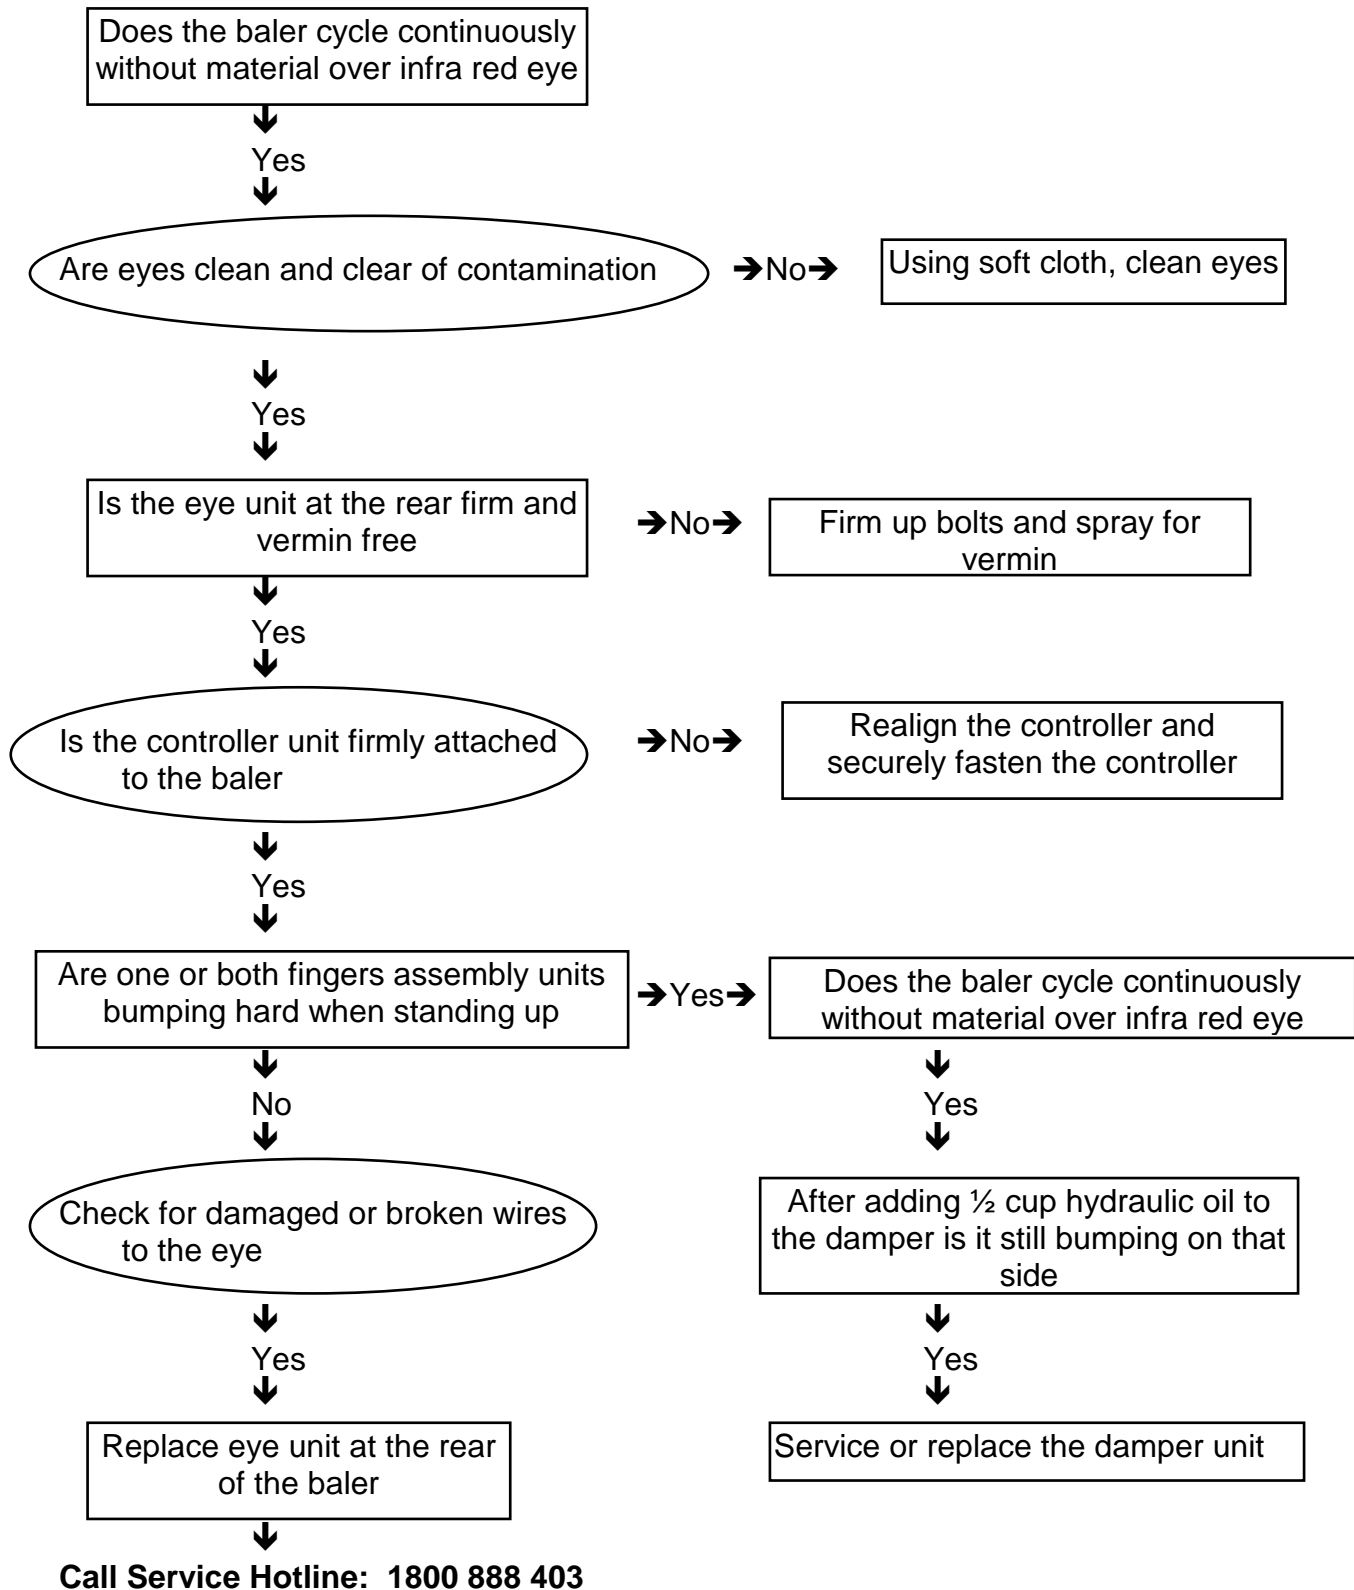 Does the baler cycle continuously
without material over infra red eye
🡳
Yes
🡳
Are eyes clean and clear of contamination
➔No➔
Using soft cloth, clean eyes
🡳
Yes
🡳
Is the eye unit at the rear firm and
vermin free
➔No➔
Firm up bolts and spray for
vermin
🡳
Yes
🡳
Is the controller unit firmly attached
to the baler
➔No➔
Realign the controller and
securely fasten the controller
🡳
Yes
🡳
Are one or both fingers assembly units
bumping hard when standing up
➔Yes➔
Does the baler cycle continuously
without material over infra red eye
🡳
No
🡳
🡳
Yes
🡳
Check for damaged or broken wires
to the eye
After adding ½ cup hydraulic oil to
the damper is it still bumping on that
side
🡳
Yes
🡳
🡳
Yes
🡳
Replace eye unit at the rear
of the baler
Service or replace the damper unit
🡳
Call Service Hotline: 1800 888 403